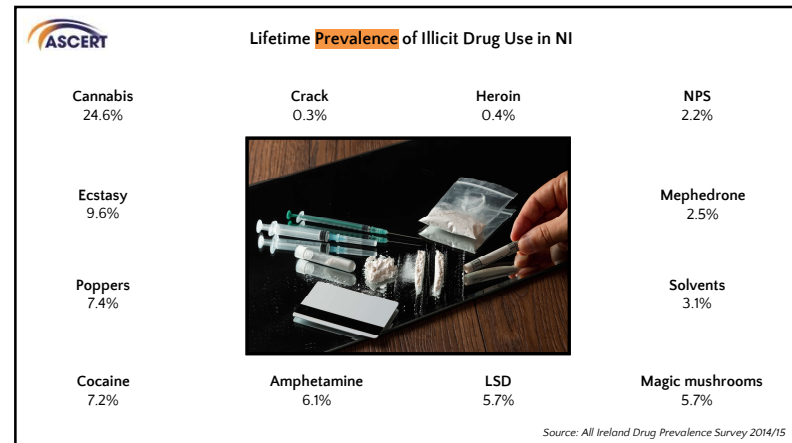 ASCERT
Lifetime Prevalence of Illicit Drug Use in NI
Cannabis
24.6%
Crack
0.3%
Heroin
0.4%
NPS
2.2%
Ecstasy
9.6%
Mephedrone
2.5%
Poppers
7.4%
Solvents
3.1%
Cocaine
7.2%
Amphetamine
6.1%
LSD
5.7%
Magic mushrooms
5.7%
Source: All Ireland Drug Prevalence Survey 2014/15